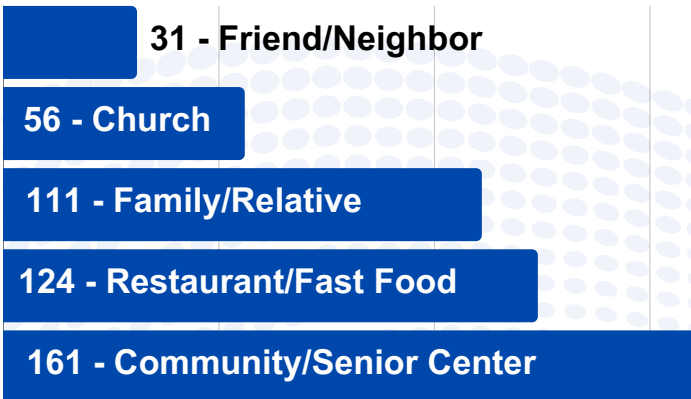 31 - Friend/Neighbor
56 - Church
111 - Family/Relative
124 - Restaurant/Fast Food
161 - Community/Senior Center